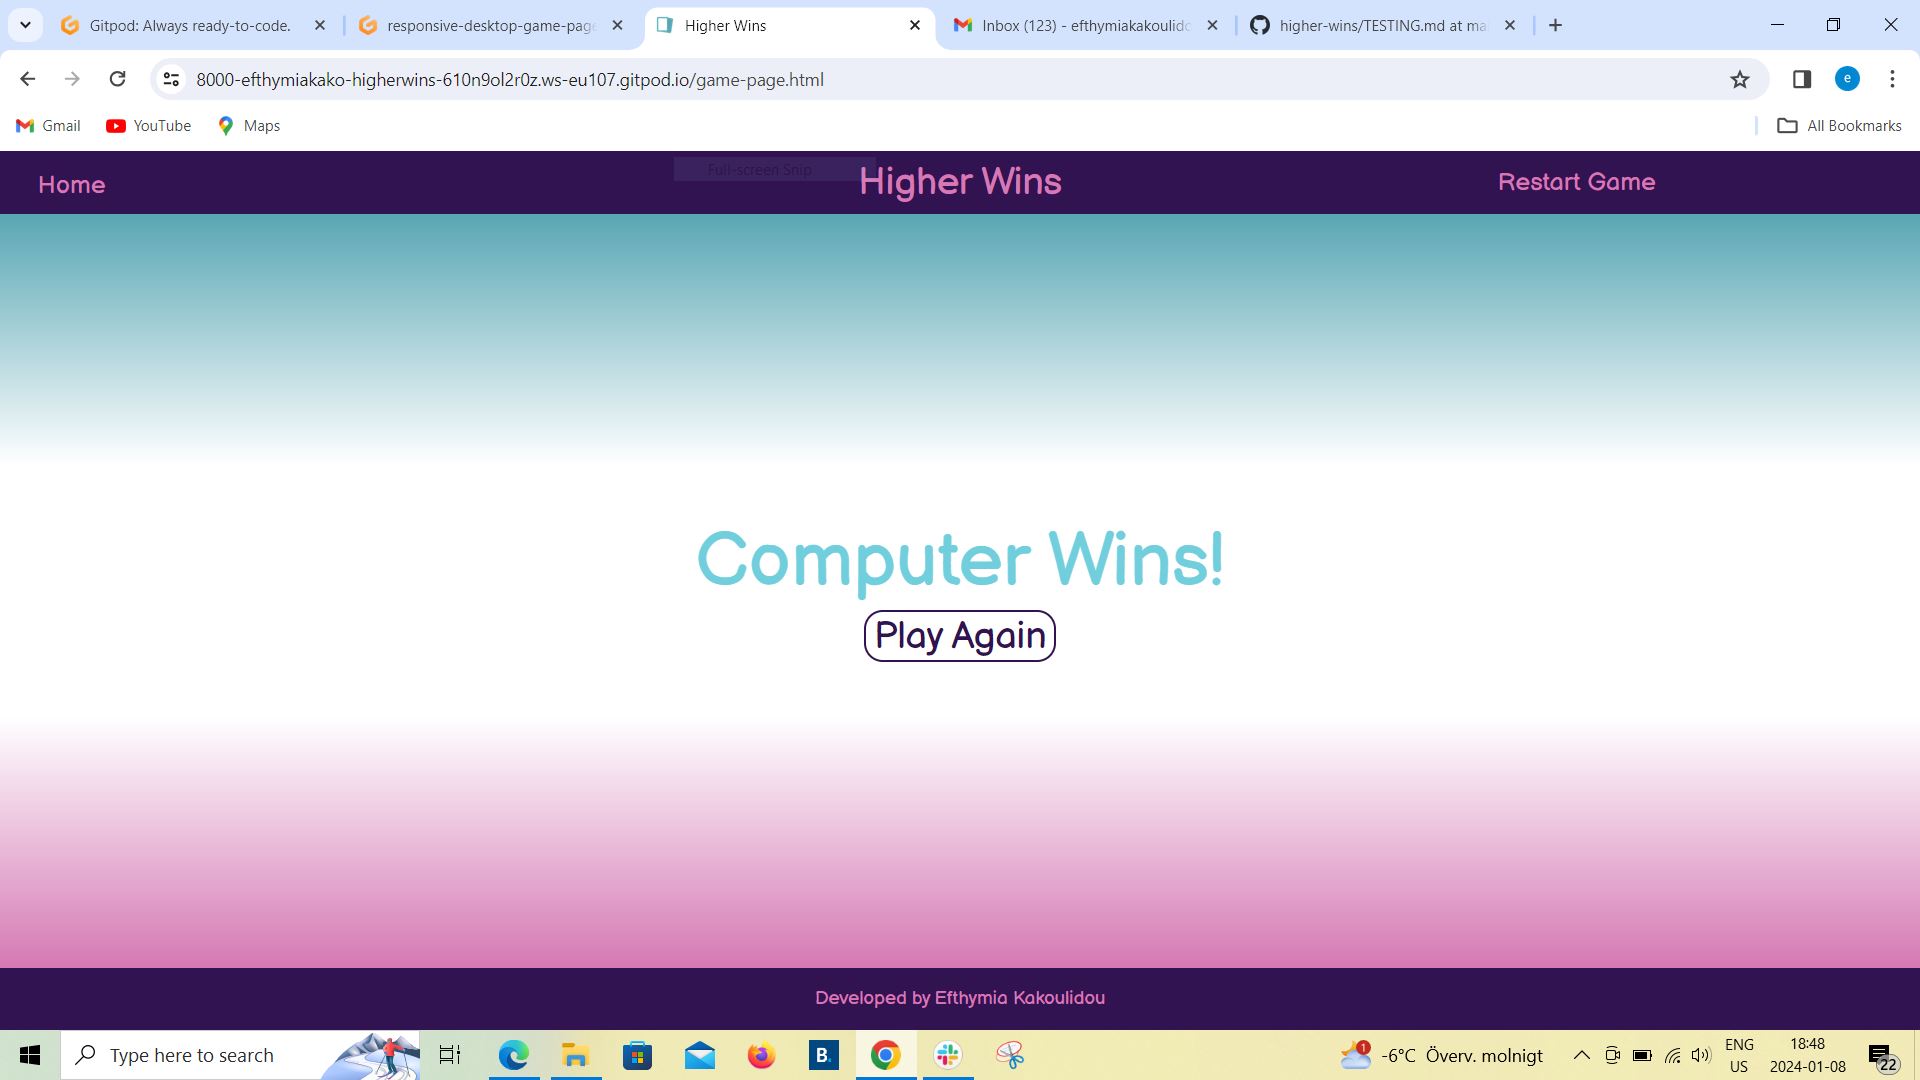 Gitpod: Always ready-to-code.
responsive-desktop-game-page
Higher Wins
Inbox (123) - efthymiakakoulido
higher-wins/TESTING.md at ma
8000-efthymiakako-higherwins-610n9ol2r0z.ws-eu107.gitpod.io/game-page.html
e
Gmail
YouTube
Maps
All Bookmarks
Home
Full-screen Snip
Higher Wins
Restart Game
Computer Wins!
Play Again
Developed by Efthymia Kakoulidou
Type here to search
B.
1
-6°C Överv. molnigt
ENG
US
18:48
2024-01-08
22